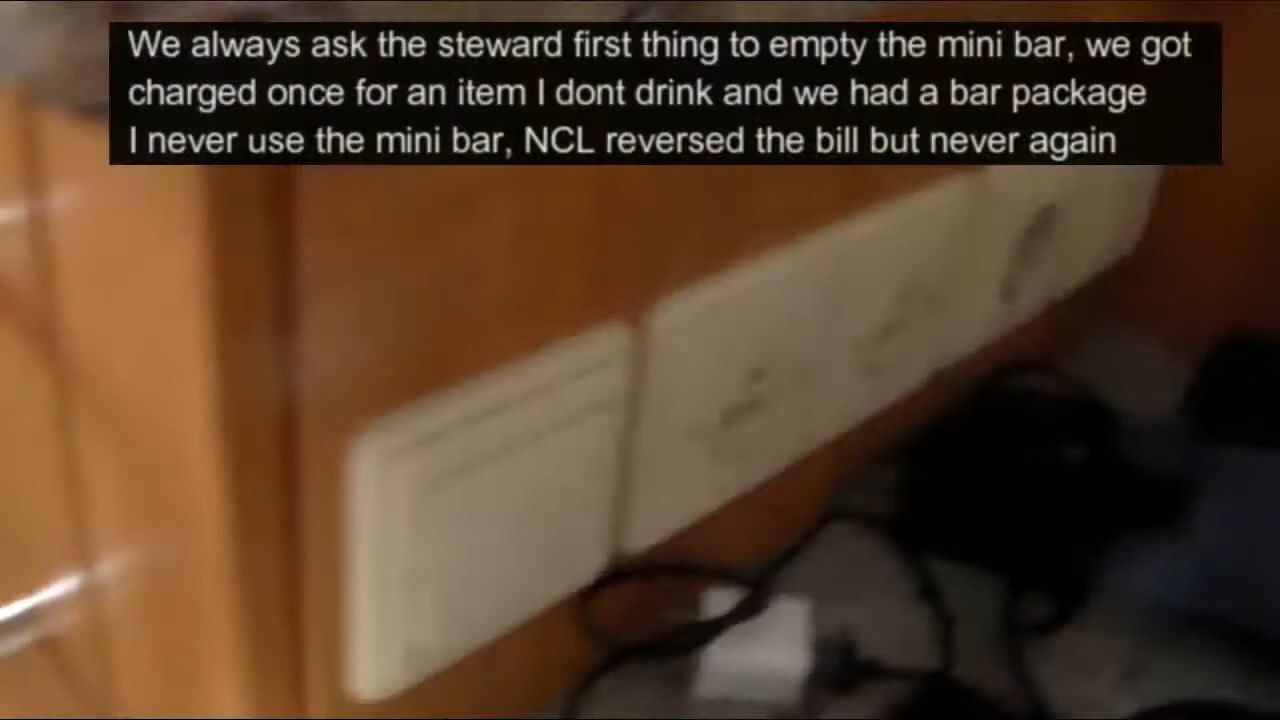 We always ask the steward first thing to empty the mini bar, we got
charged once for an item I dont drink and we had a bar package
I never use the mini bar, NCL reversed the bill but never again